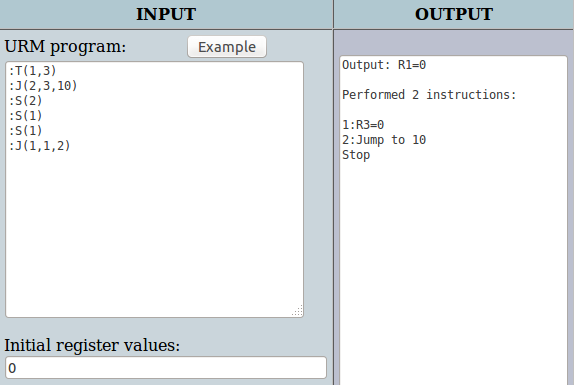 INPUT
OUTPUT
URM program:
Example
:T(1,3)
:J(2,3,10)
:S(2)
:S(1)
:S(1)
:J(1,1,2)
Initial register values:
0
Output: R1=0
Performed 2 instructions:
1:R3=0
2:Jump to 10
Stop